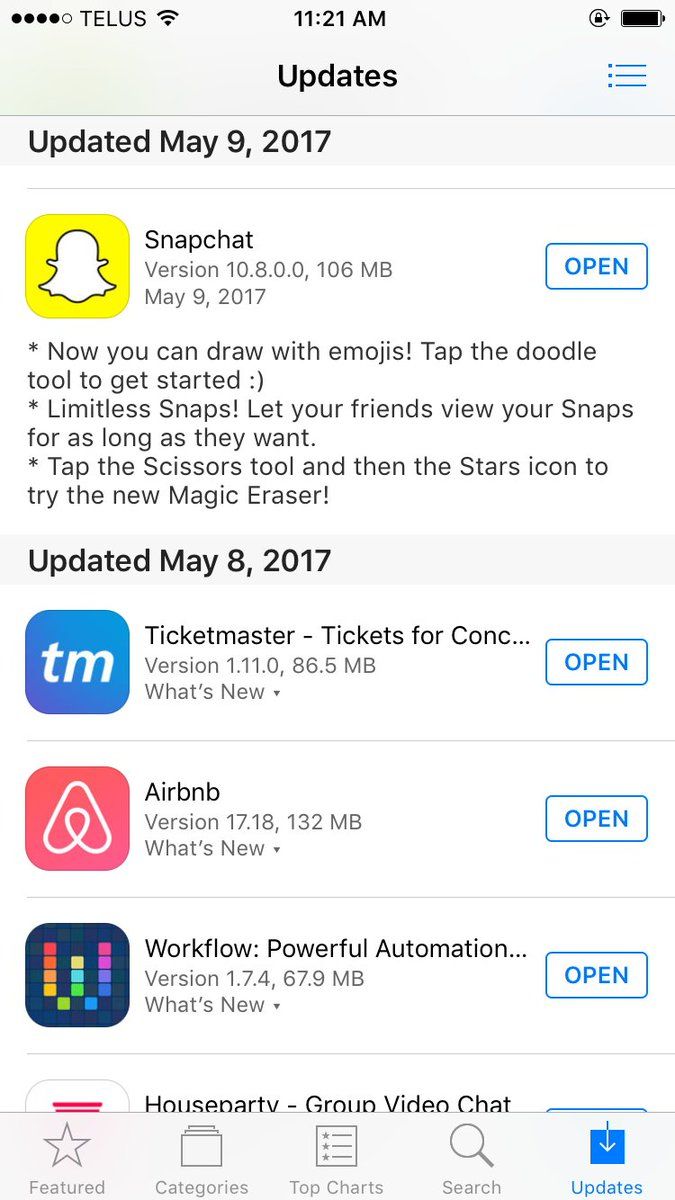 TELUS 11:21 AM
Updates
Updated May 9, 2017
Snapchat
Version 10.8.0.0, 106 MB
May 9, 2017
OPEN
* Now you can draw with emojis! Tap the doodle
tool to get started :)
* Limitless Snaps! Let your friends view your Snaps
for as long as they want.
* Tap the Scissors tool and then the Stars icon to
try the new Magic Eraser!
Updated May 8, 2017
tm
Ticketmaster - Tickets for Conc...
Version 1.11.0, 86.5 MB
What's New ▾
OPEN
Airbnb
Version 17.18, 132 MB
What's New ▾
OPEN
Workflow: Powerful Automation...
Version 1.7.4, 67.9 MB
What's New ▾
OPEN
Houseparty - Group Video Chat
Featured Categories Top Charts Search Updates